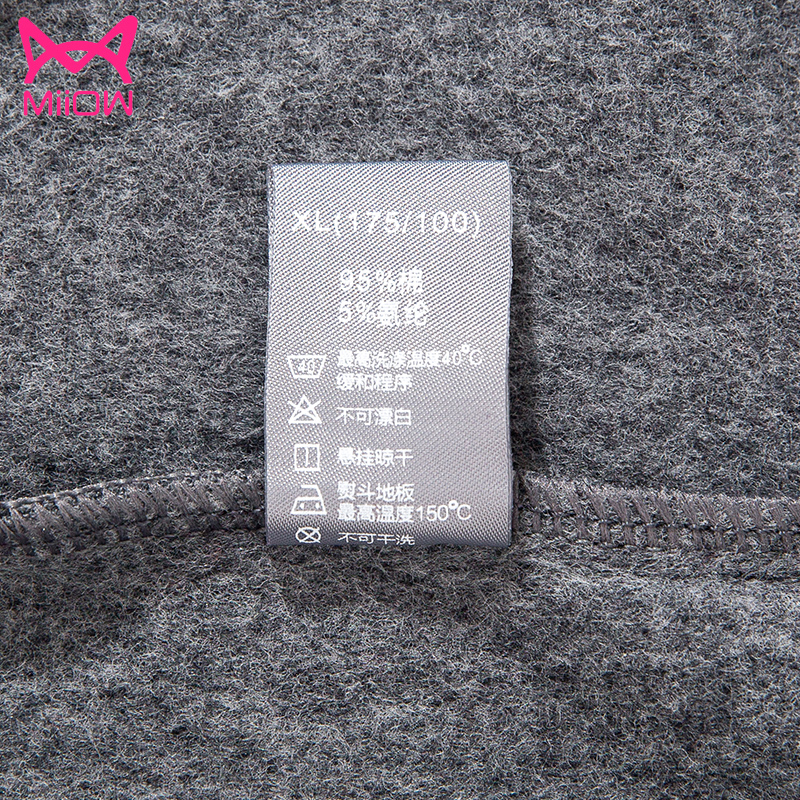 MiiOW
XL(175/100)
95%棉
5%氨纶
40
最高洗涤温度40℃
缓和程序
不可漂白
悬挂晾干
熨斗地板
最高温度150℃
不可干洗